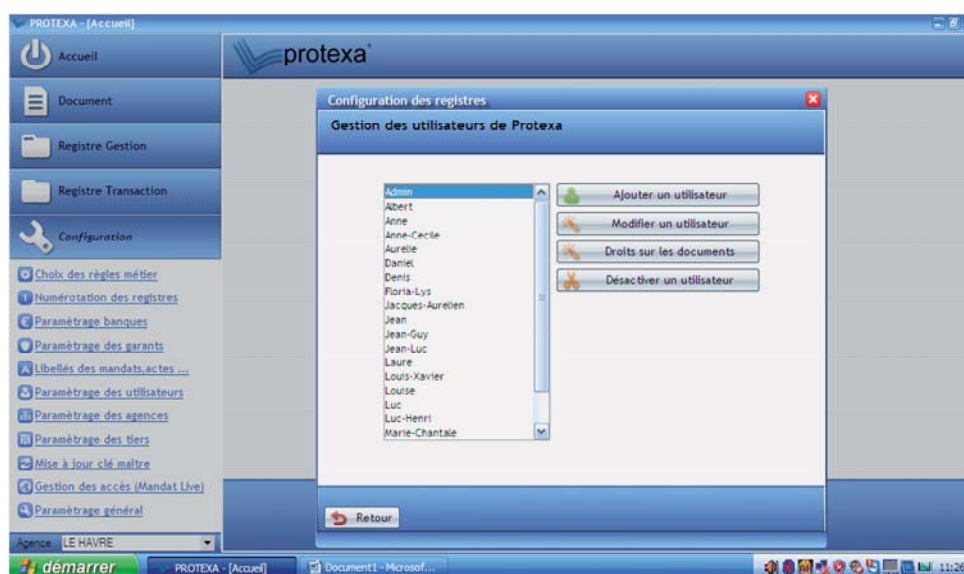 PROTEXA - [Accueil]
Accueil
Document
Registre Gestion
Registre Transaction
Configuration
Choix des règles métier
Numérotation des registres
Paramètrage banques
Paramètrage des garants
Libellés des mandats,actes ...
Paramètrage des utilisateurs
Paramètrage des agences
Paramètrage des tiers
Mise à jour clé maître
Gestion des accès (Mandat Live)
Paramètrage général
Agence LE HAVRE
protexa
Configuration des registres
Gestion des utilisateurs de Protexa
Admin
Albert
Anne
Anne-Cecile
Aurelie
Daniel
Denis
Floria-Lys
Jacques-Aurelien
Jean
Jean-Guy
Jean-Luc
Laure
Louis-Xavier
Louise
Luc
Luc-Henri
Marie-Chantale
Ajouter un utilisateur
Modifier un utilisateur
Droits sur les documents
Désactiver un utilisateur
Retour
démarrer
PROTEXA - [Accueil]
Document1 - Microsof...
11:26